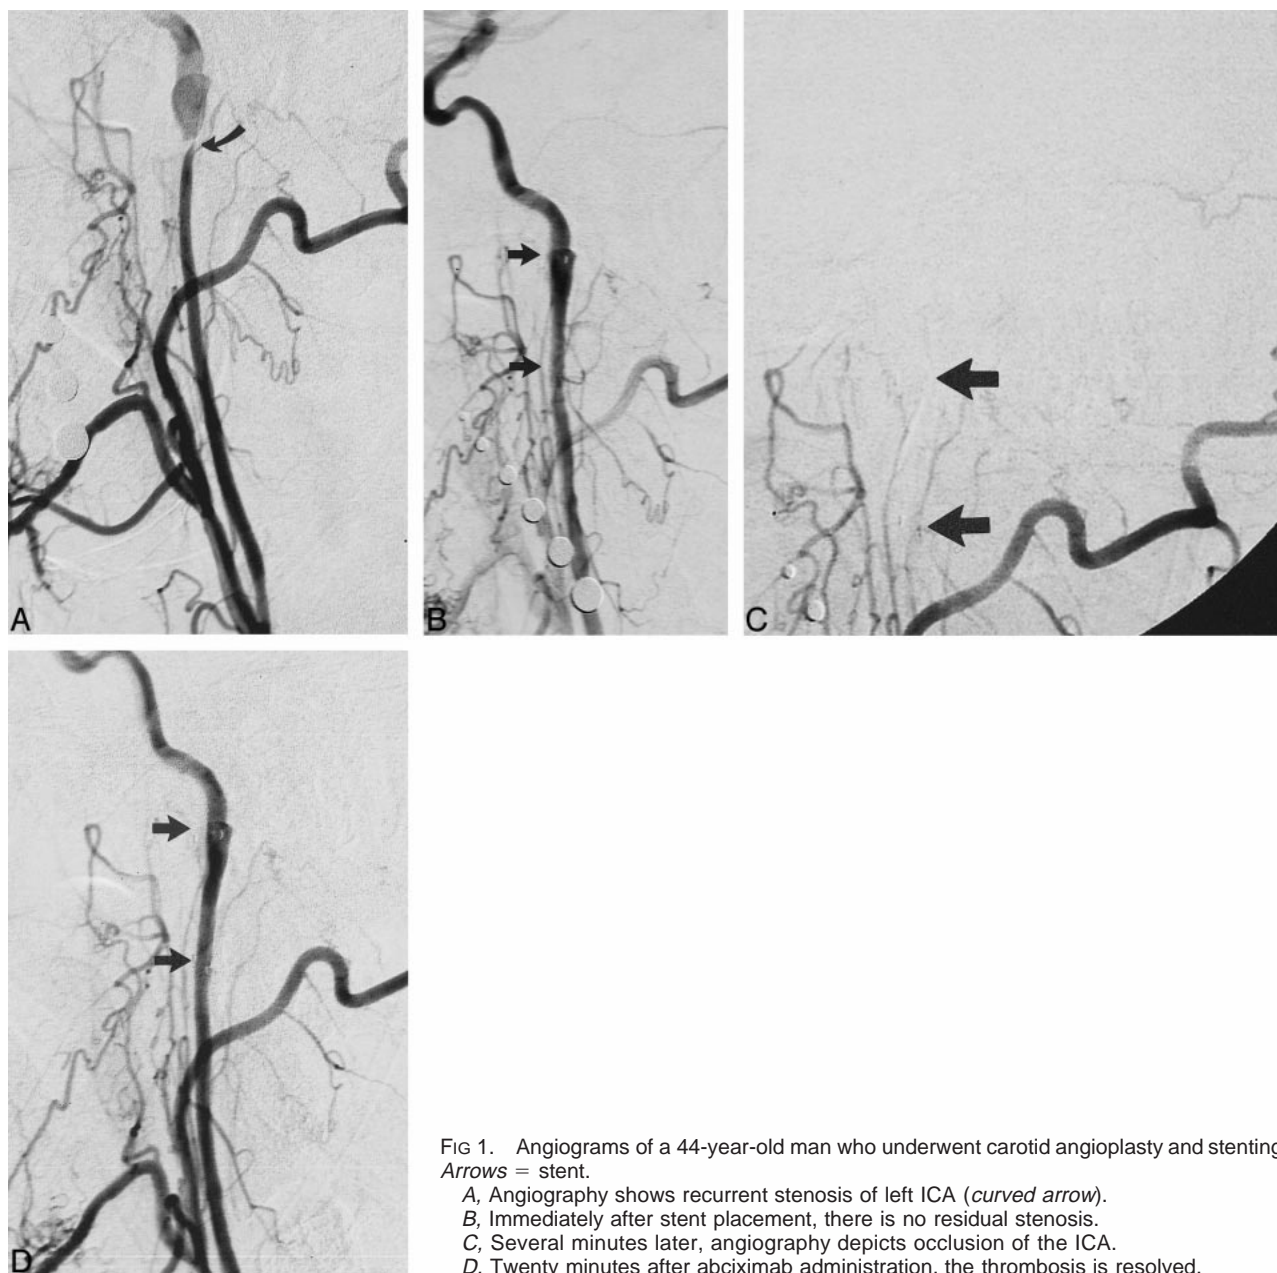 A
B
C
D
FIG 1. Angiograms of a 44-year-old man who underwent carotid angioplasty and stenting
Arrows = stent.
A, Angiography shows recurrent stenosis of left ICA (curved arrow).
B, Immediately after stent placement, there is no residual stenosis.
C, Several minutes later, angiography depicts occlusion of the ICA.
D, Twenty minutes after abciximab administration, the thrombosis is resolved.